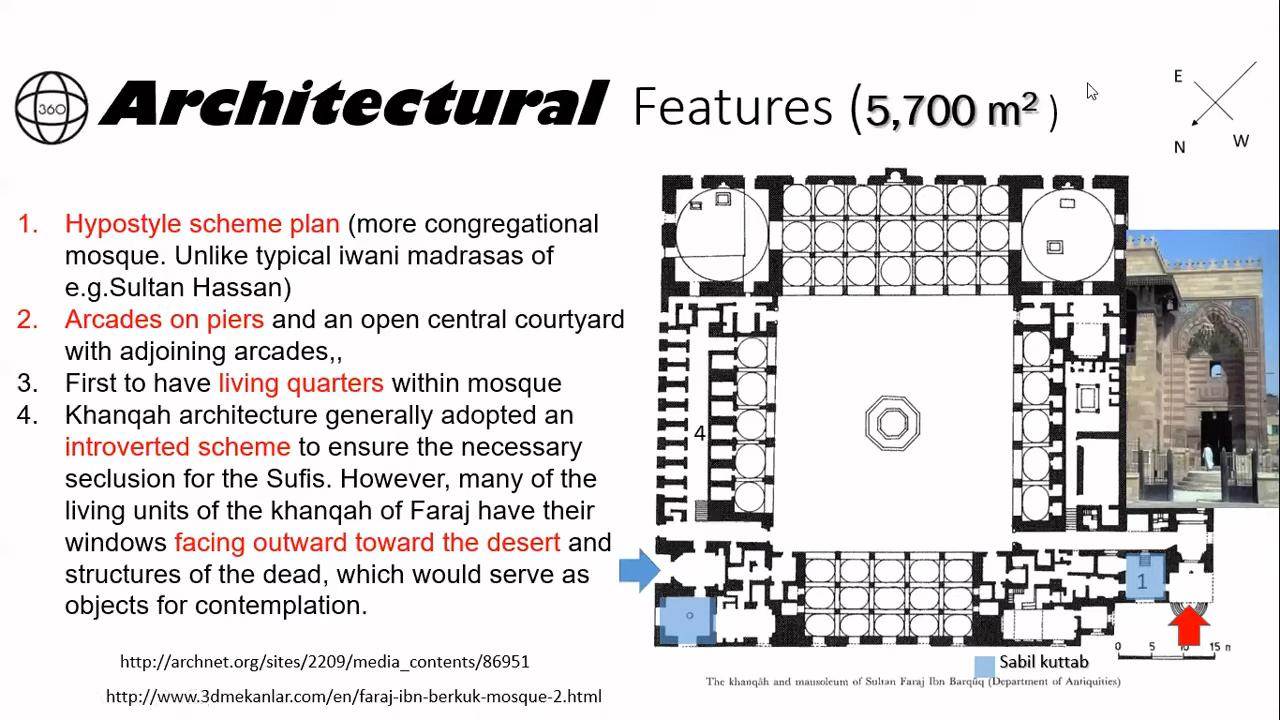 360
Architectural Features (5,700 m² )
E
N
W
1. Hypostyle scheme plan (more congregational
mosque. Unlike typical iwani madrasas of
e.g.Sultan Hassan)
2. Arcades on piers and an open central courtyard
with adjoining arcades,,
3. First to have living quarters within mosque
4. Khanqah architecture generally adopted an
introverted scheme to ensure the necessary
seclusion for the Sufis. However, many of the
living units of the khanqah of Faraj have their
windows facing outward toward the desert and
structures of the dead, which would serve as
objects for contemplation.
4
1
0 5 10 15 m
Sabil kuttab
The khanqâh and mausoleum of Sultan Faraj Ibn Barqûq (Department of Antiquities)
http://archnet.org/sites/2209/media_contents/86951
http://www.3dmekanlar.com/en/faraj-ibn-berkuk-mosque-2.html